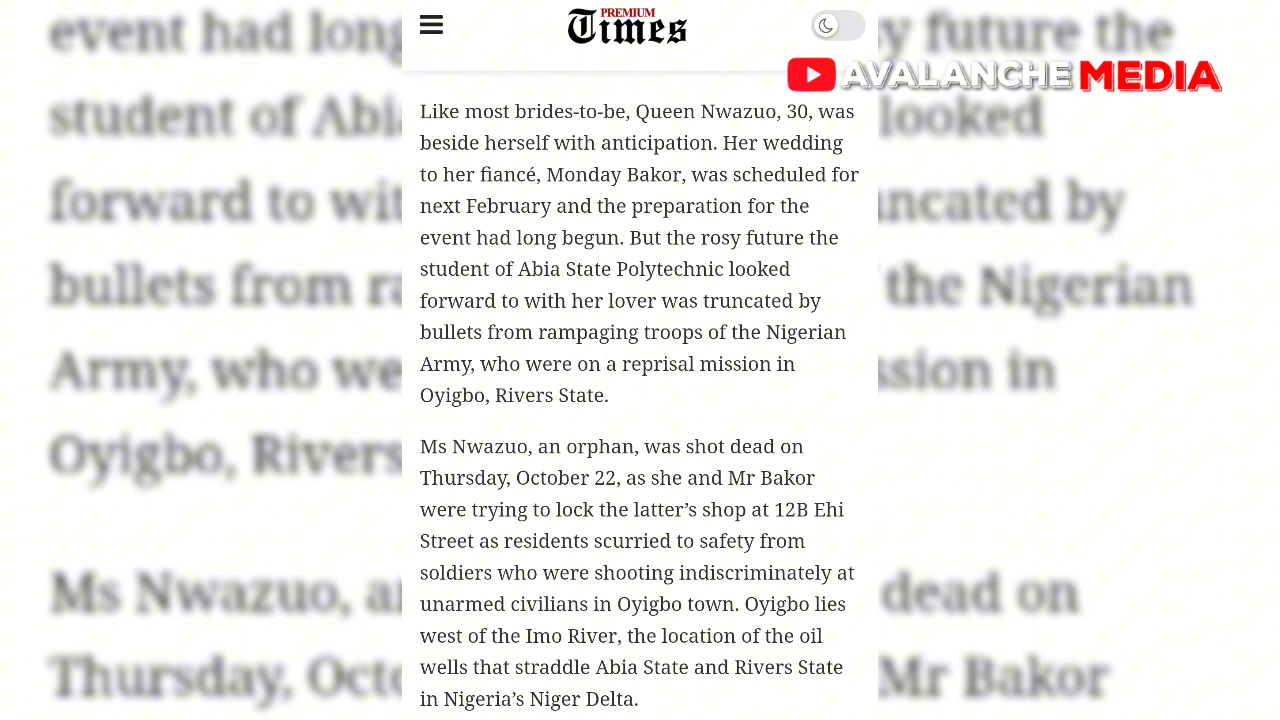 PREMIUM
Times
AVALANCHE MEDIA
Like most brides-to-be, Queen Nwazuo, 30, was
beside herself with anticipation. Her wedding
to her fiancé, Monday Bakor, was scheduled for
next February and the preparation for the
event had long begun. But the rosy future the
student of Abia State Polytechnic looked
forward to with her lover was truncated by
bullets from rampaging troops of the Nigerian
Army, who were on a reprisal mission in
Oyigbo, Rivers State.
Ms Nwazuo, an orphan, was shot dead on
Thursday, October 22, as she and Mr Bakor
were trying to lock the latter’s shop at 12B Ehi
Street as residents scurried to safety from
soldiers who were shooting indiscriminately at
unarmed civilians in Oyigbo town. Oyigbo lies
west of the Imo River, the location of the oil
wells that straddle Abia State and Rivers State
in Nigeria’s Niger Delta.